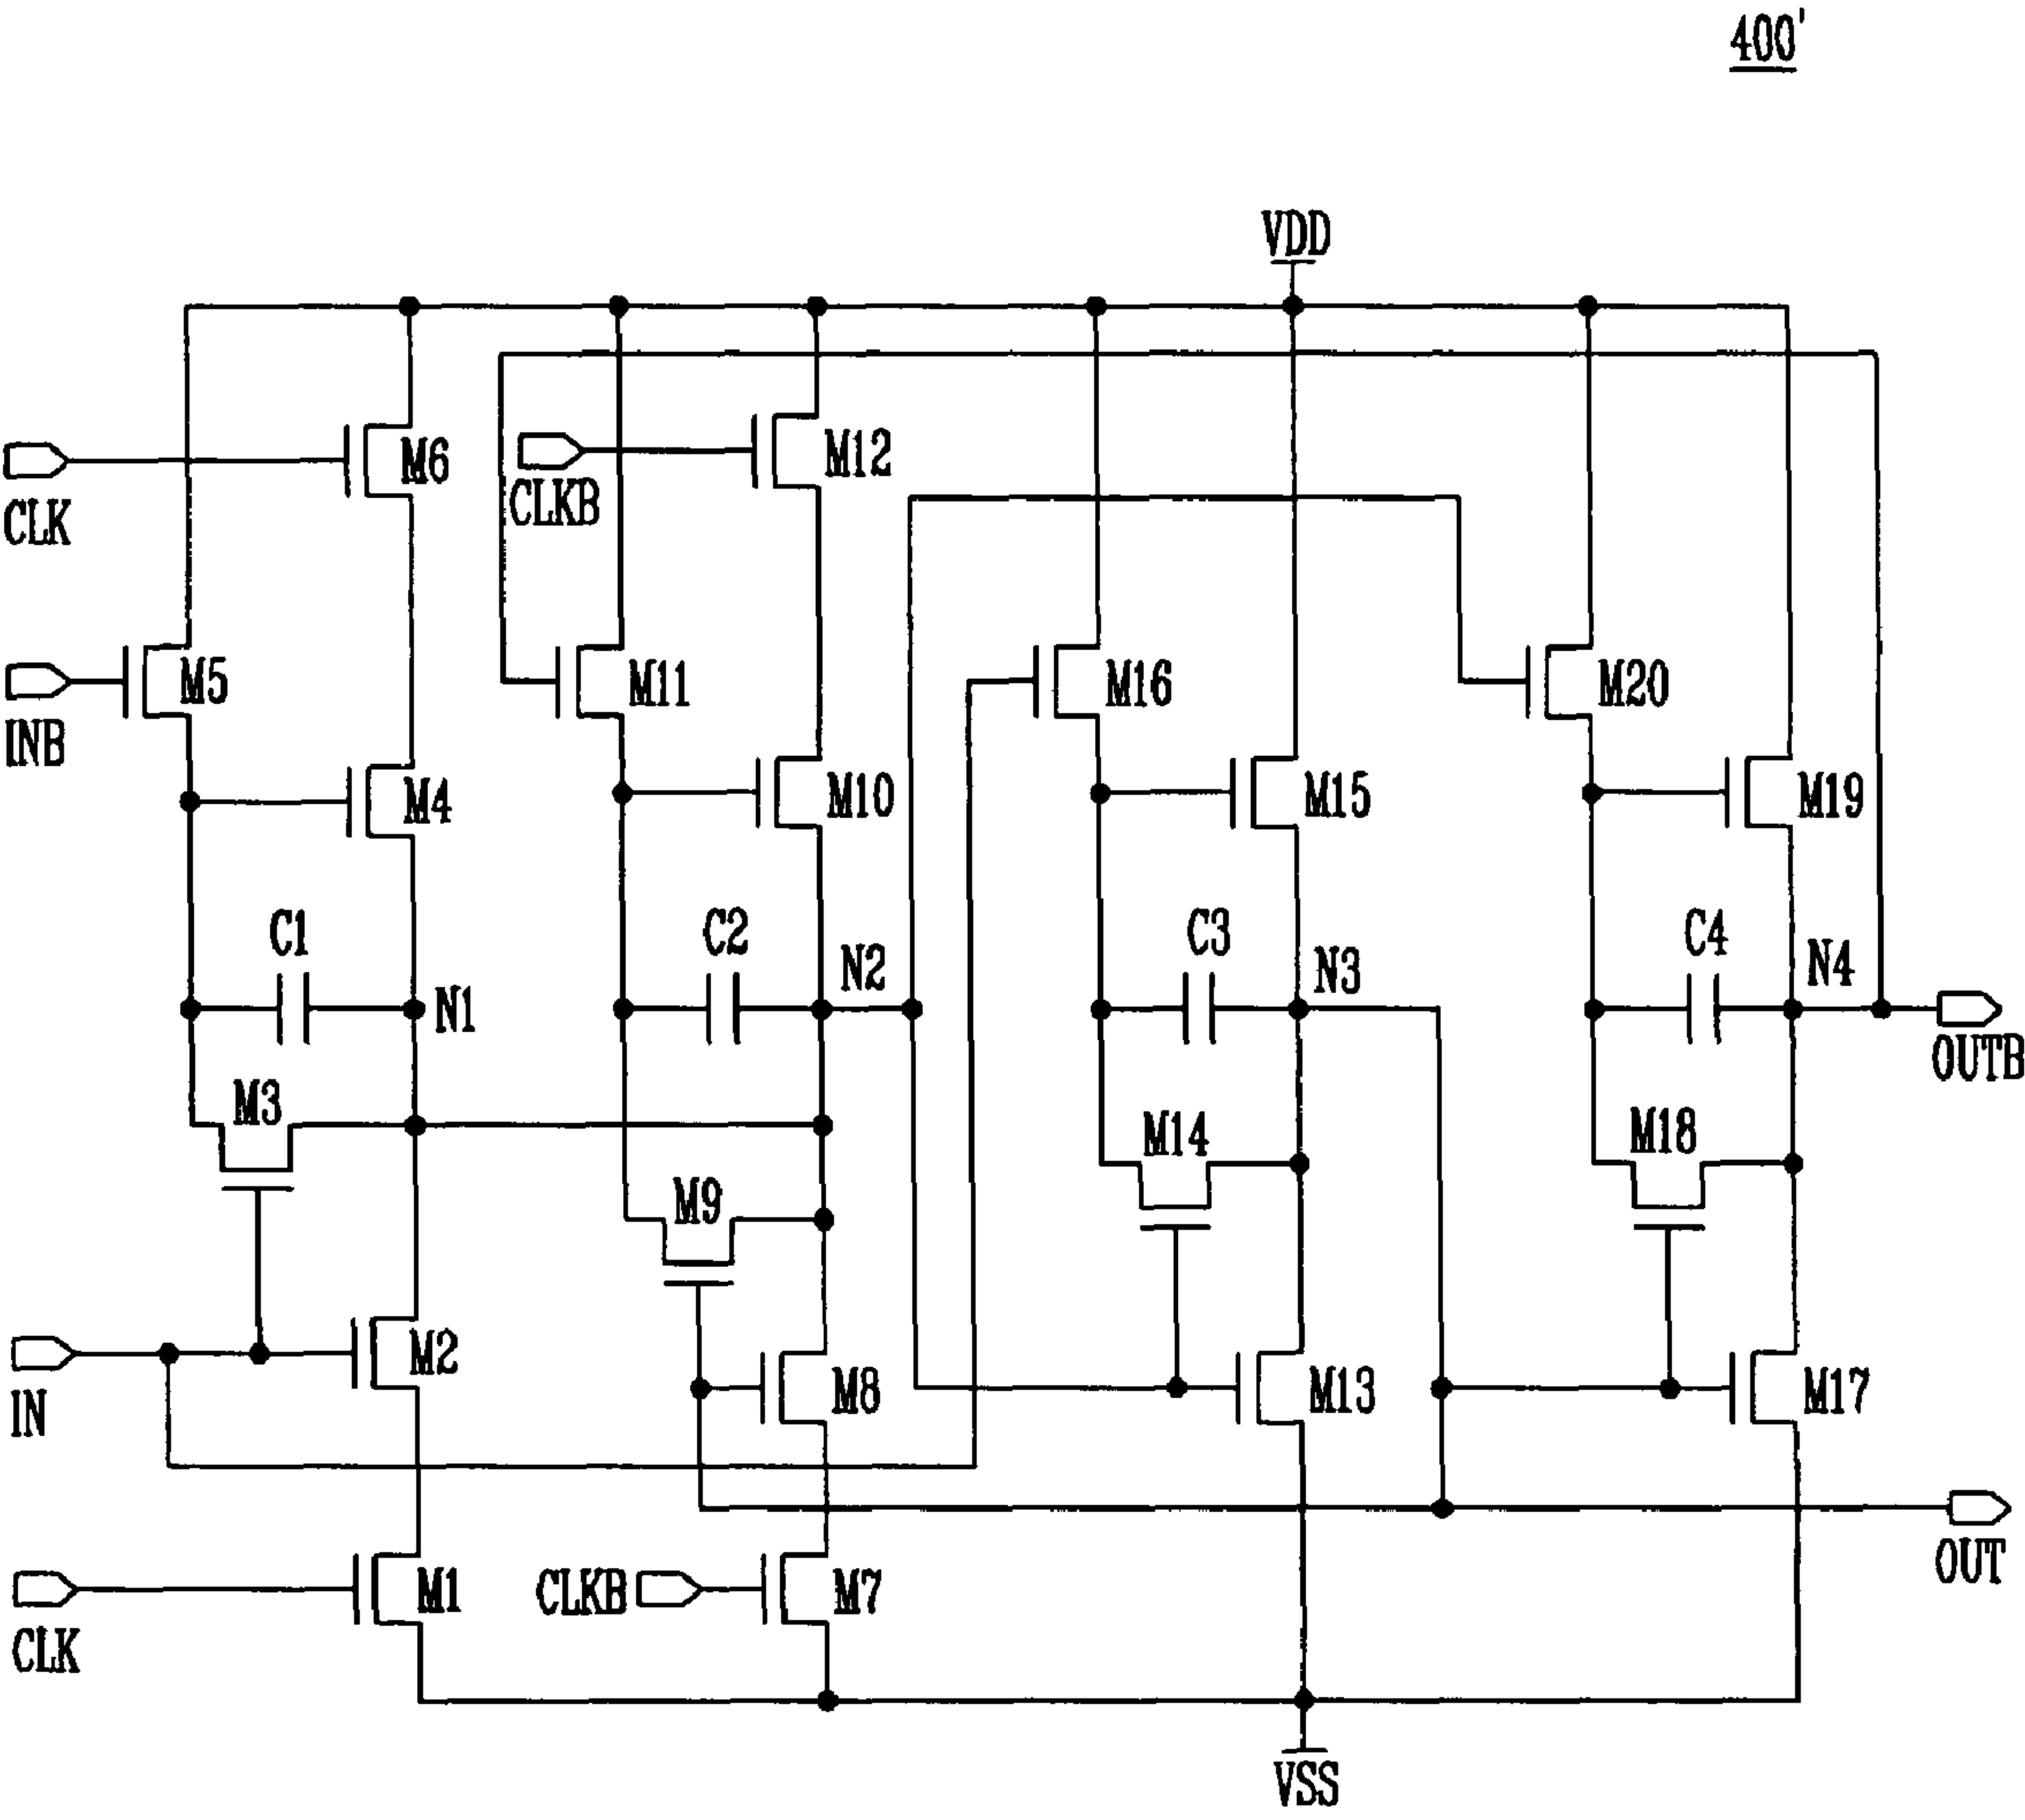 400'
VDD
M6
M12
CLK
CLKB
M5
M11
M16
M20
INB
M4
M10
M15
M19
C1
C2
C3
C4
N2
N3
N4
N1
OUTB
M3
M14
M18
M9
M2
M8
M13
M17
IN
OUT
M1
CLKB
M7
CLK
VSS